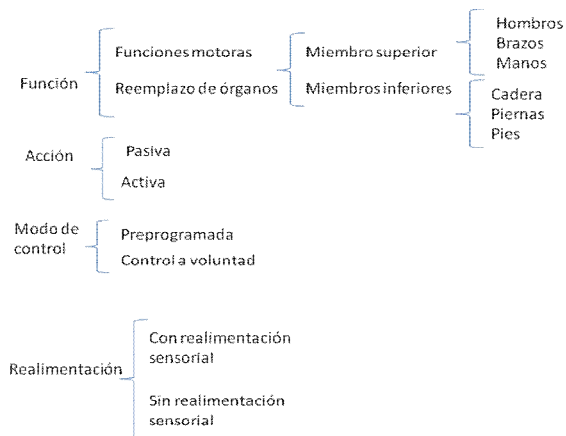 Función
Funciones motoras
Reemplazo de órganos
Miembro superior
Miembros inferiores
Hombros
Brazos
Manos
Cadera
Piernas
Pies
Acción
Pasiva
Activa
Modo de
control
Preprogramada
Control a voluntad
Realimentación
Con realimentación
sensorial
Sin realimentación
sensorial